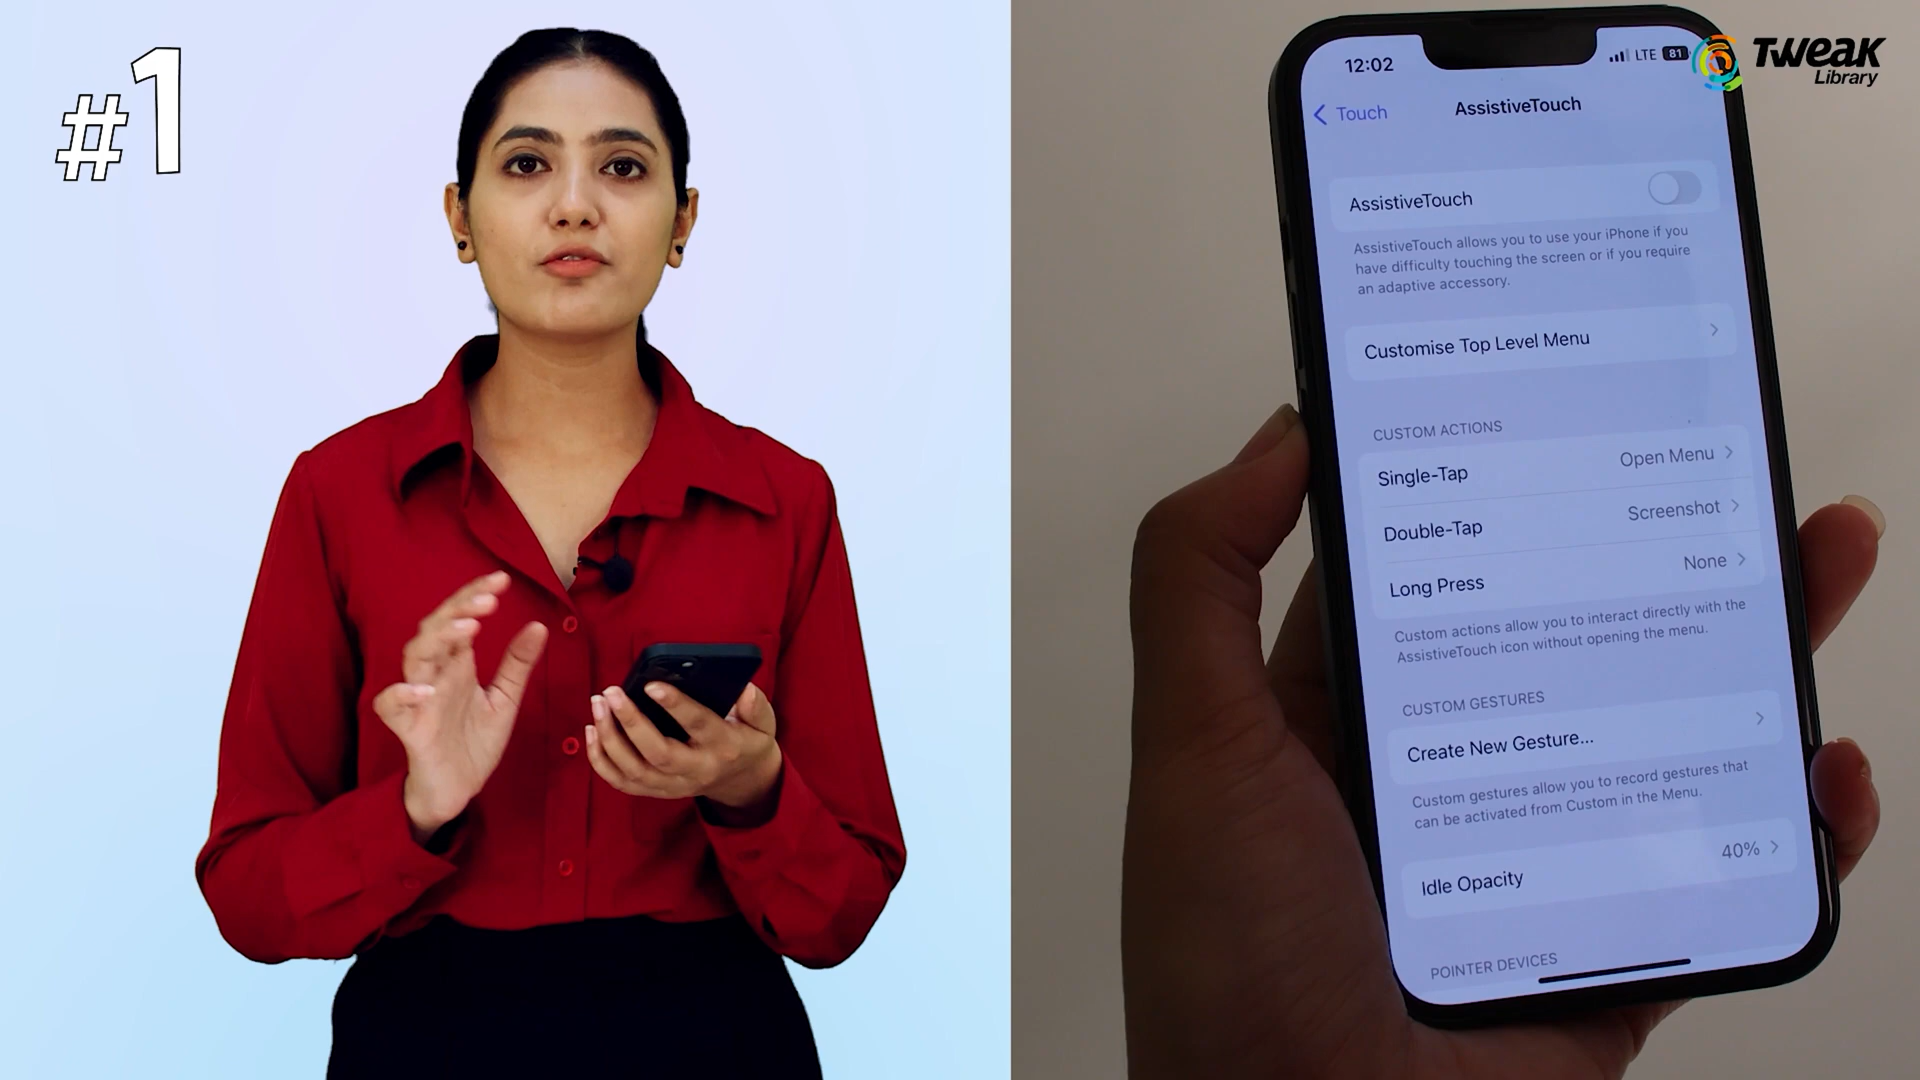 #1
TWEAK
Library
12:02
LTE 81
Touch
AssistiveTouch
AssistiveTouch
AssistiveTouch allows you to use your iPhone if you
have difficulty touching the screen or if you require
an adaptive accessory.
Customise Top Level Menu
CUSTOM ACTIONS
Single-Tap Open Menu
Double-Tap Screenshot
Long Press None
Custom actions allow you to interact directly with the
AssistiveTouch icon without opening the menu.
CUSTOM GESTURES
Create New Gesture...
Custom gestures allow you to record gestures that
can be activated from Custom in the Menu.
Idle Opacity 40%
POINTER DEVICES